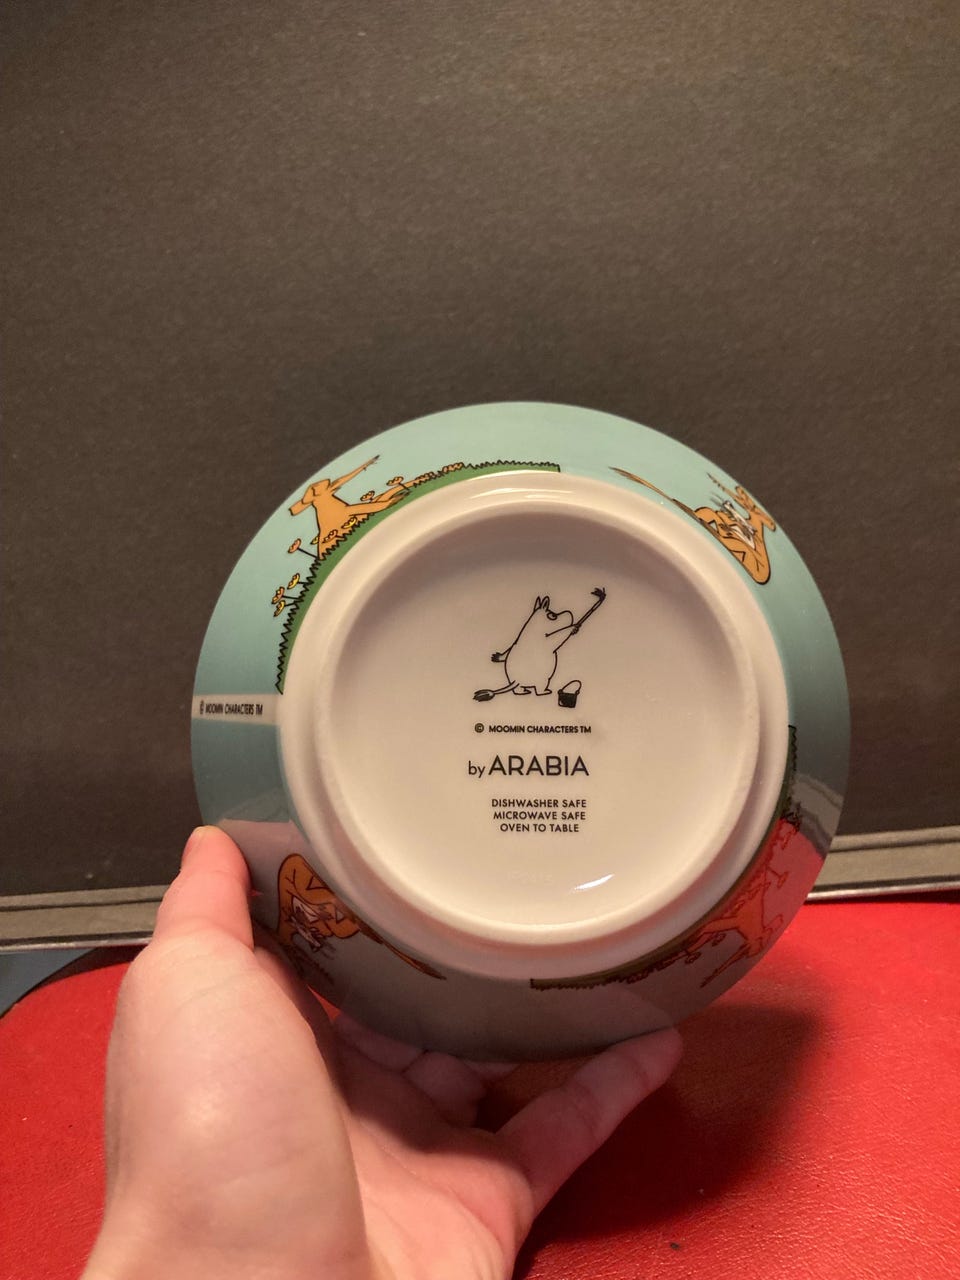 © MOOMIN CHARACTERS TM
© MOOMIN CHARACTERS TM
by ARABIA
DISHWASHER SAFE
MICROWAVE SAFE
OVEN TO TABLE